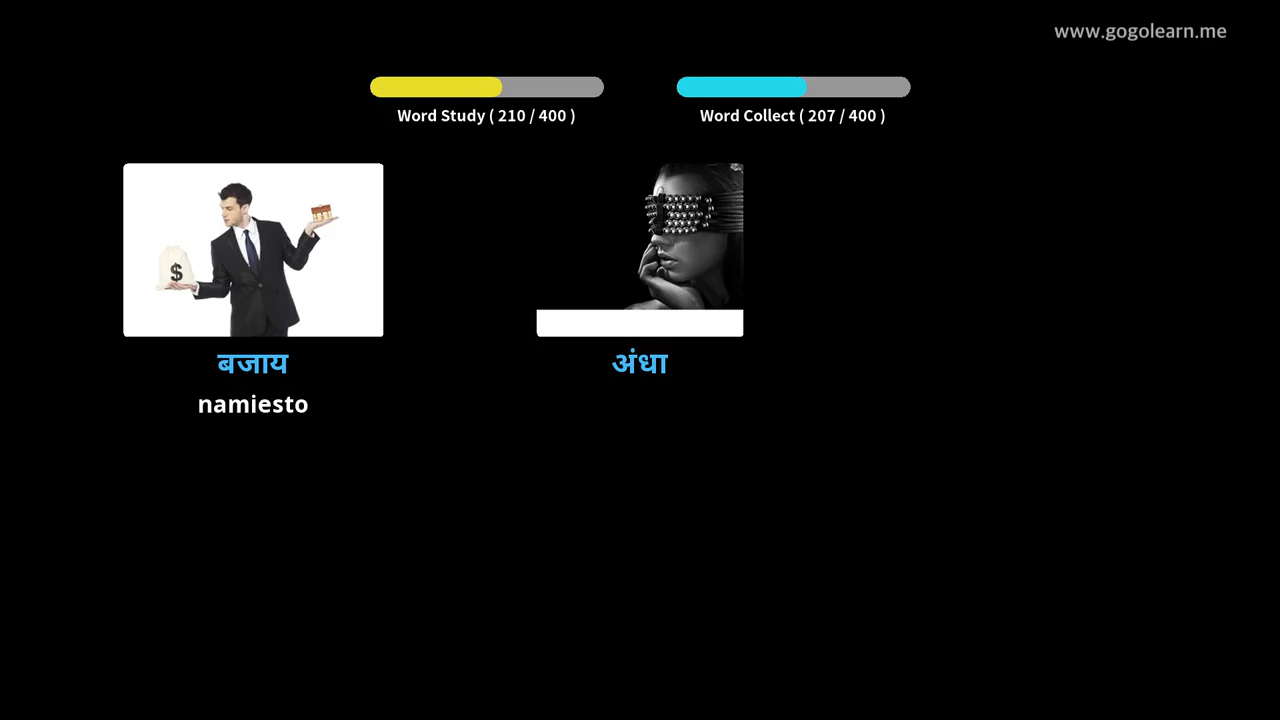 www.gogolearn.me
Word Study ( 210 / 400 )
Word Collect ( 207 / 400 )
$
बजाय
अंधा
namiesto